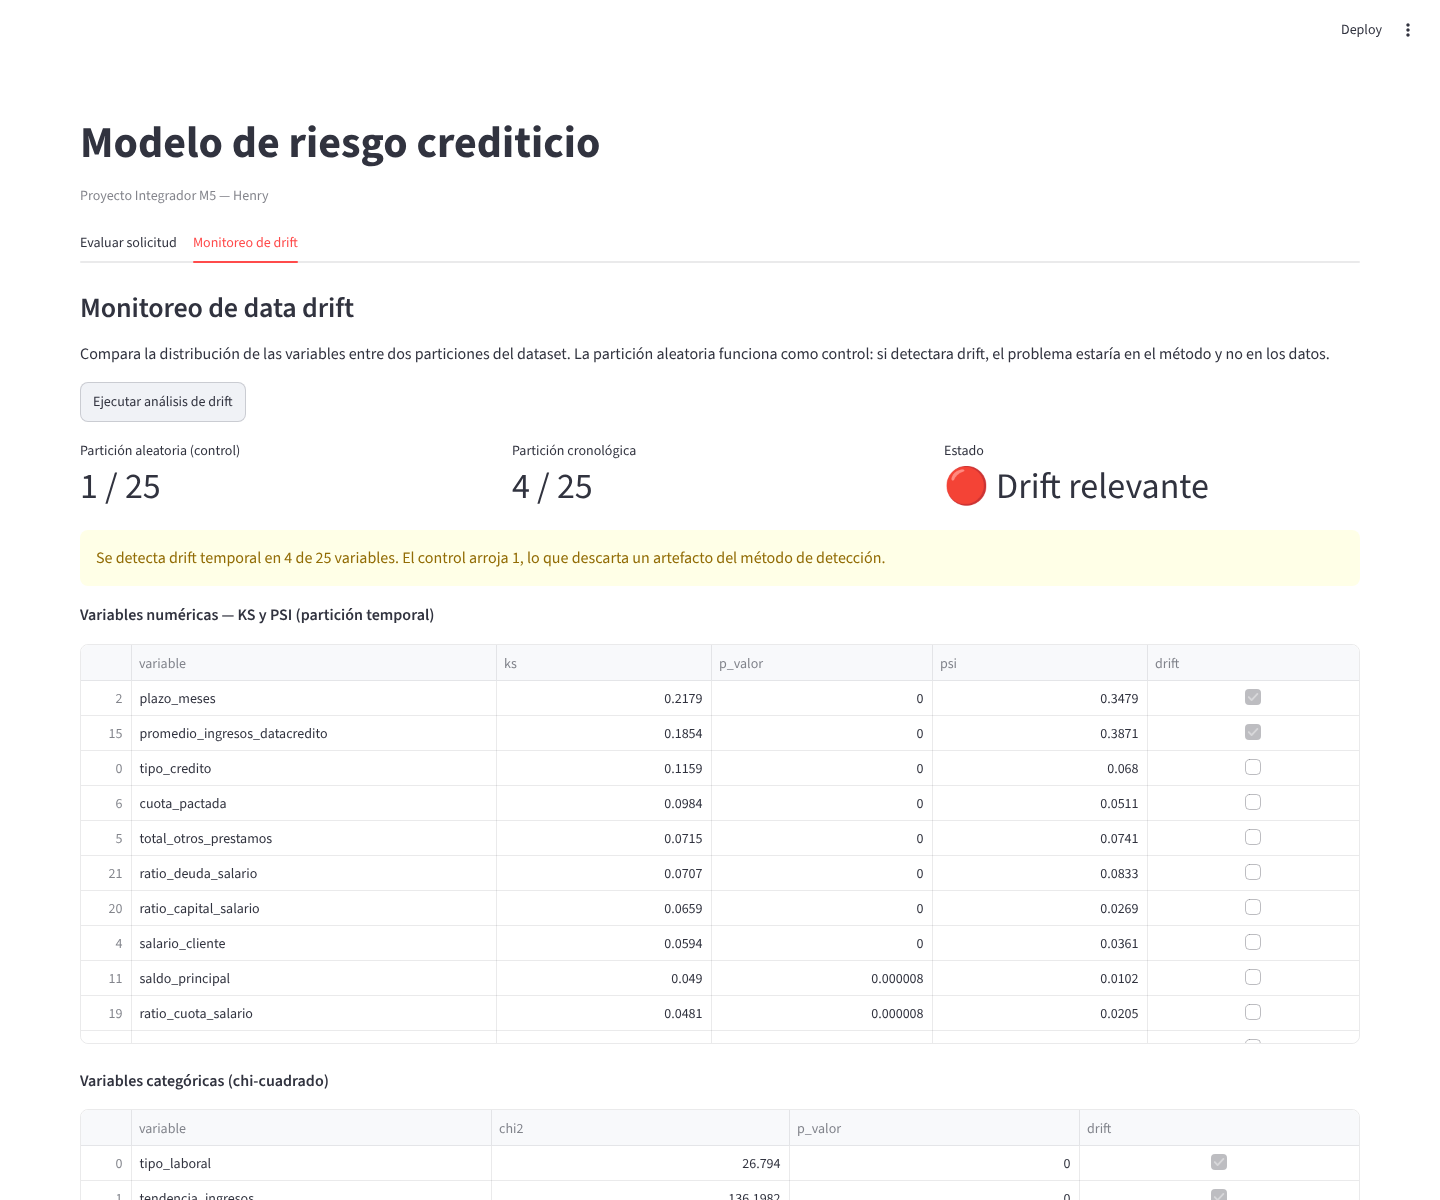 Deploy
Modelo de riesgo crediticio
Proyecto Integrador M5 — Henry
Evaluar solicitud Monitoreo de drift
Monitoreo de data drift
Compara la distribución de las variables entre dos particiones del dataset. La partición aleatoria funciona como control: si detectara drift, el problema estaría en el método y no en los datos.
Ejecutar análisis de drift
Partición aleatoria (control) Partición cronológica Estado
1 / 25 4 / 25 Drift relevante
Se detecta drift temporal en 4 de 25 variables. El control arroja 1, lo que descarta un artefacto del método de detección.
Variables numéricas — KS y PSI (partición temporal)
variable ks p_valor psi drift
2 plazo_meses 0.2179 0 0.3479
15 promedio_ingresos_datacredito 0.1854 0 0.3871
0 tipo_credito 0.1159 0 0.068
6 cuota_pactada 0.0984 0 0.0511
5 total_otros_prestamos 0.0715 0 0.0741
21 ratio_deuda_salario 0.0707 0 0.0833
20 ratio_capital_salario 0.0659 0 0.0269
4 salario_cliente 0.0594 0 0.0361
11 saldo_principal 0.049 0.000008 0.0102
19 ratio_cuota_salario 0.0481 0.000008 0.0205
Variables categóricas (chi-cuadrado)
variable chi2 p_valor drift
0 tipo_laboral 26.794 0
1 tendencia_ingresos 136.1982 0